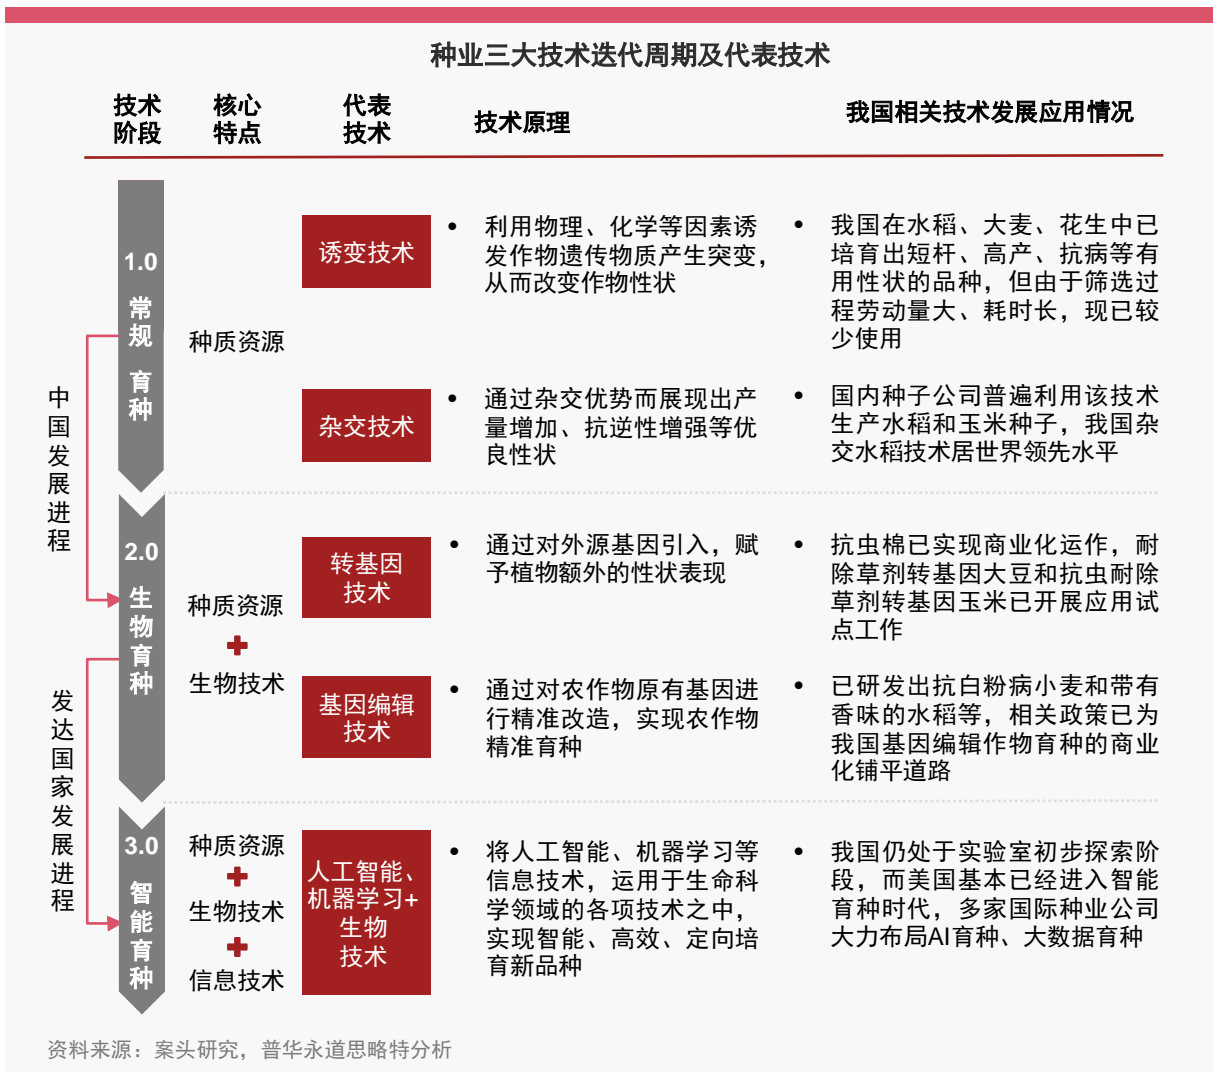 种业三大技术迭代周期及代表技术
技术
阶段
核心
特点
代表
技术
技术原理
我国相关技术发展应用情况
中国发展进程
发达国家发展进程
1.0
常规
育种
种质资源
诱变技术
• 利用物理、化学等因素诱
发作物遗传物质产生突变，
从而改变作物性状
• 我国在水稻、大麦、花生中已
培育出短杆、高产、抗病等有
用性状的品种，但由于筛选过
程劳动量大、耗时长，现已较
少使用
杂交技术
• 通过杂交优势而展现出产
量增加、抗逆性增强等优
良性状
• 国内种子公司普遍利用该技术
生产水稻和玉米种子，我国杂
交水稻技术居世界领先水平
2.0
生物育种
种质资源
+
生物技术
转基因
技术
• 通过对外源基因引入，赋
予植物额外的性状表现
• 抗虫棉已实现商业化运作，耐
除草剂转基因大豆和抗虫耐除
草剂转基因玉米已开展应用试
点工作
基因编辑
技术
• 通过对农作物原有基因进
行精准改造，实现农作物
精准育种
• 已研发出抗白粉病小麦和带有
香味的水稻等，相关政策已为
我国基因编辑作物育种的商业
化铺平道路
3.0
智能育种
种质资源
+
生物技术
+
信息技术
人工智能、
机器学习+
生物
技术
• 将人工智能、机器学习等
信息技术，运用于生命科
学领域的各项技术之中，
实现智能、高效、定向培
育新品种
• 我国仍处于实验室初步探索阶
段，而美国基本已经进入智能
育种时代，多家国际种业公司
大力布局AI育种、大数据育种
资料来源：案头研究，普华永道思略特分析